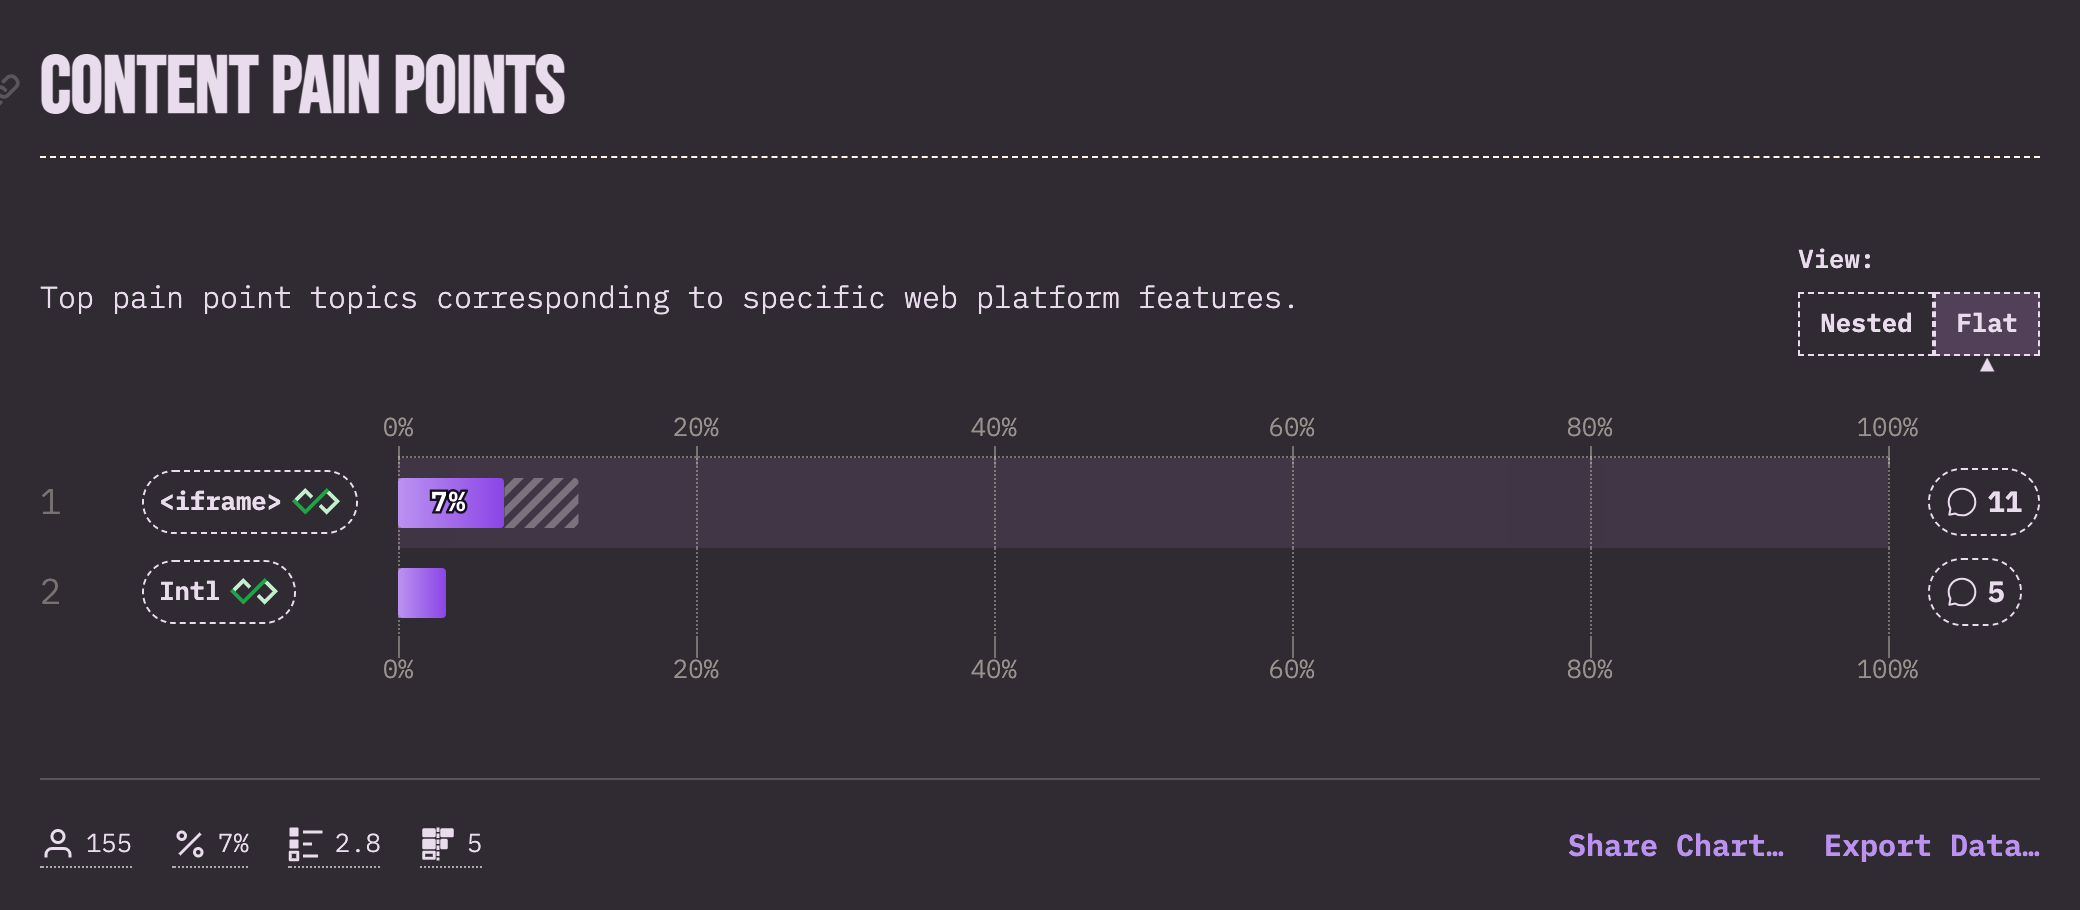 CONTENT PAIN POINTS
Top pain point topics corresponding to specific web platform features.
View:
Nested Flat
0% 20% 40% 60% 80% 100%
1 <iframe> 7% 11
2 Intl 5
0% 20% 40% 60% 80% 100%
155 7% 2.8 5 Share Chart… Export Data…